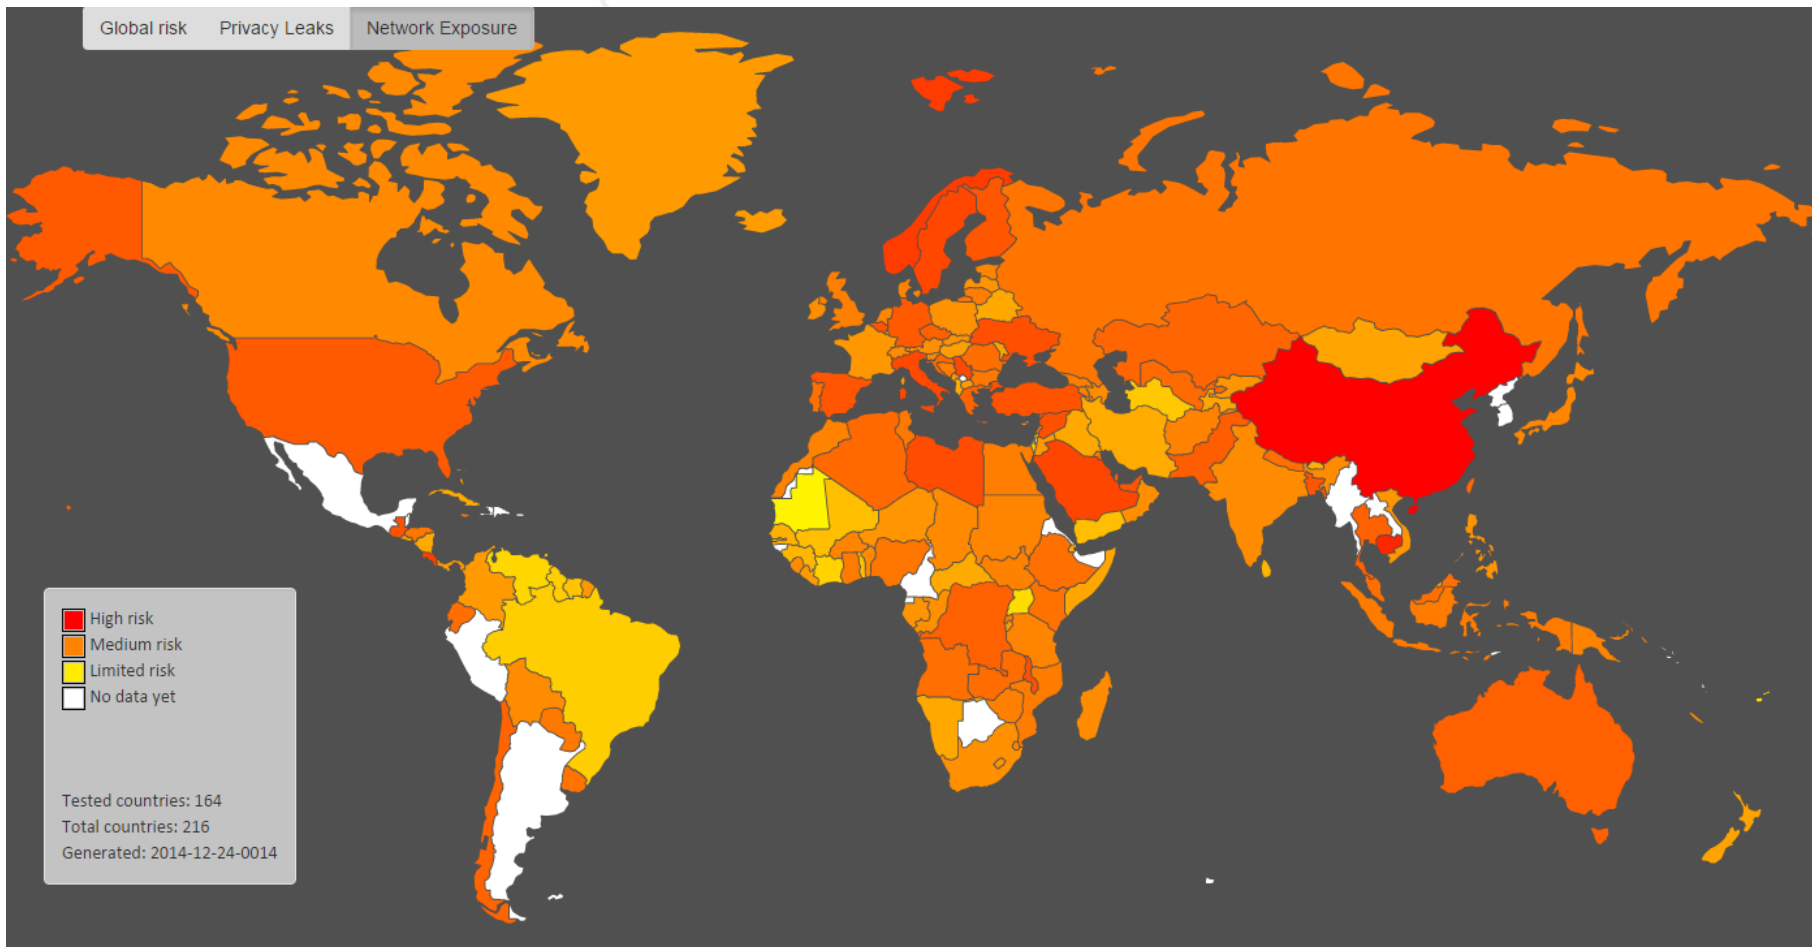 Global risk Privacy Leaks Network Exposure
High risk
Medium risk
Limited risk
No data yet
Tested countries: 164
Total countries: 216
Generated: 2014-12-24-0014